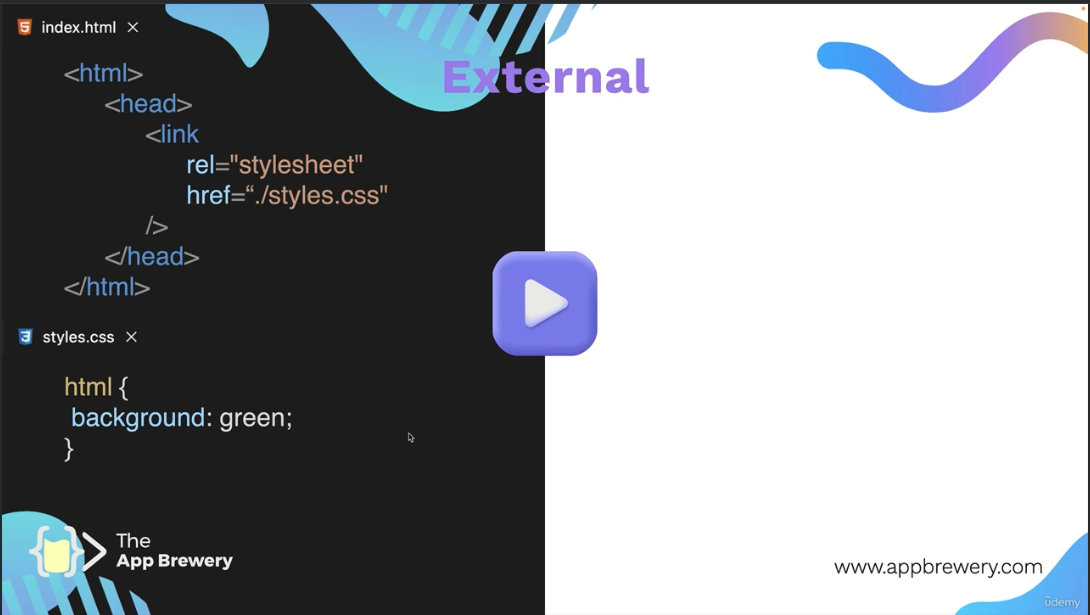 index.html
External
<html>
<head>
<link
rel="stylesheet"
href=“./styles.css"
/>
</head>
</html>
styles.css
html {
background: green;
}
The
App Brewery
www.appbrewery.com
ûdemy